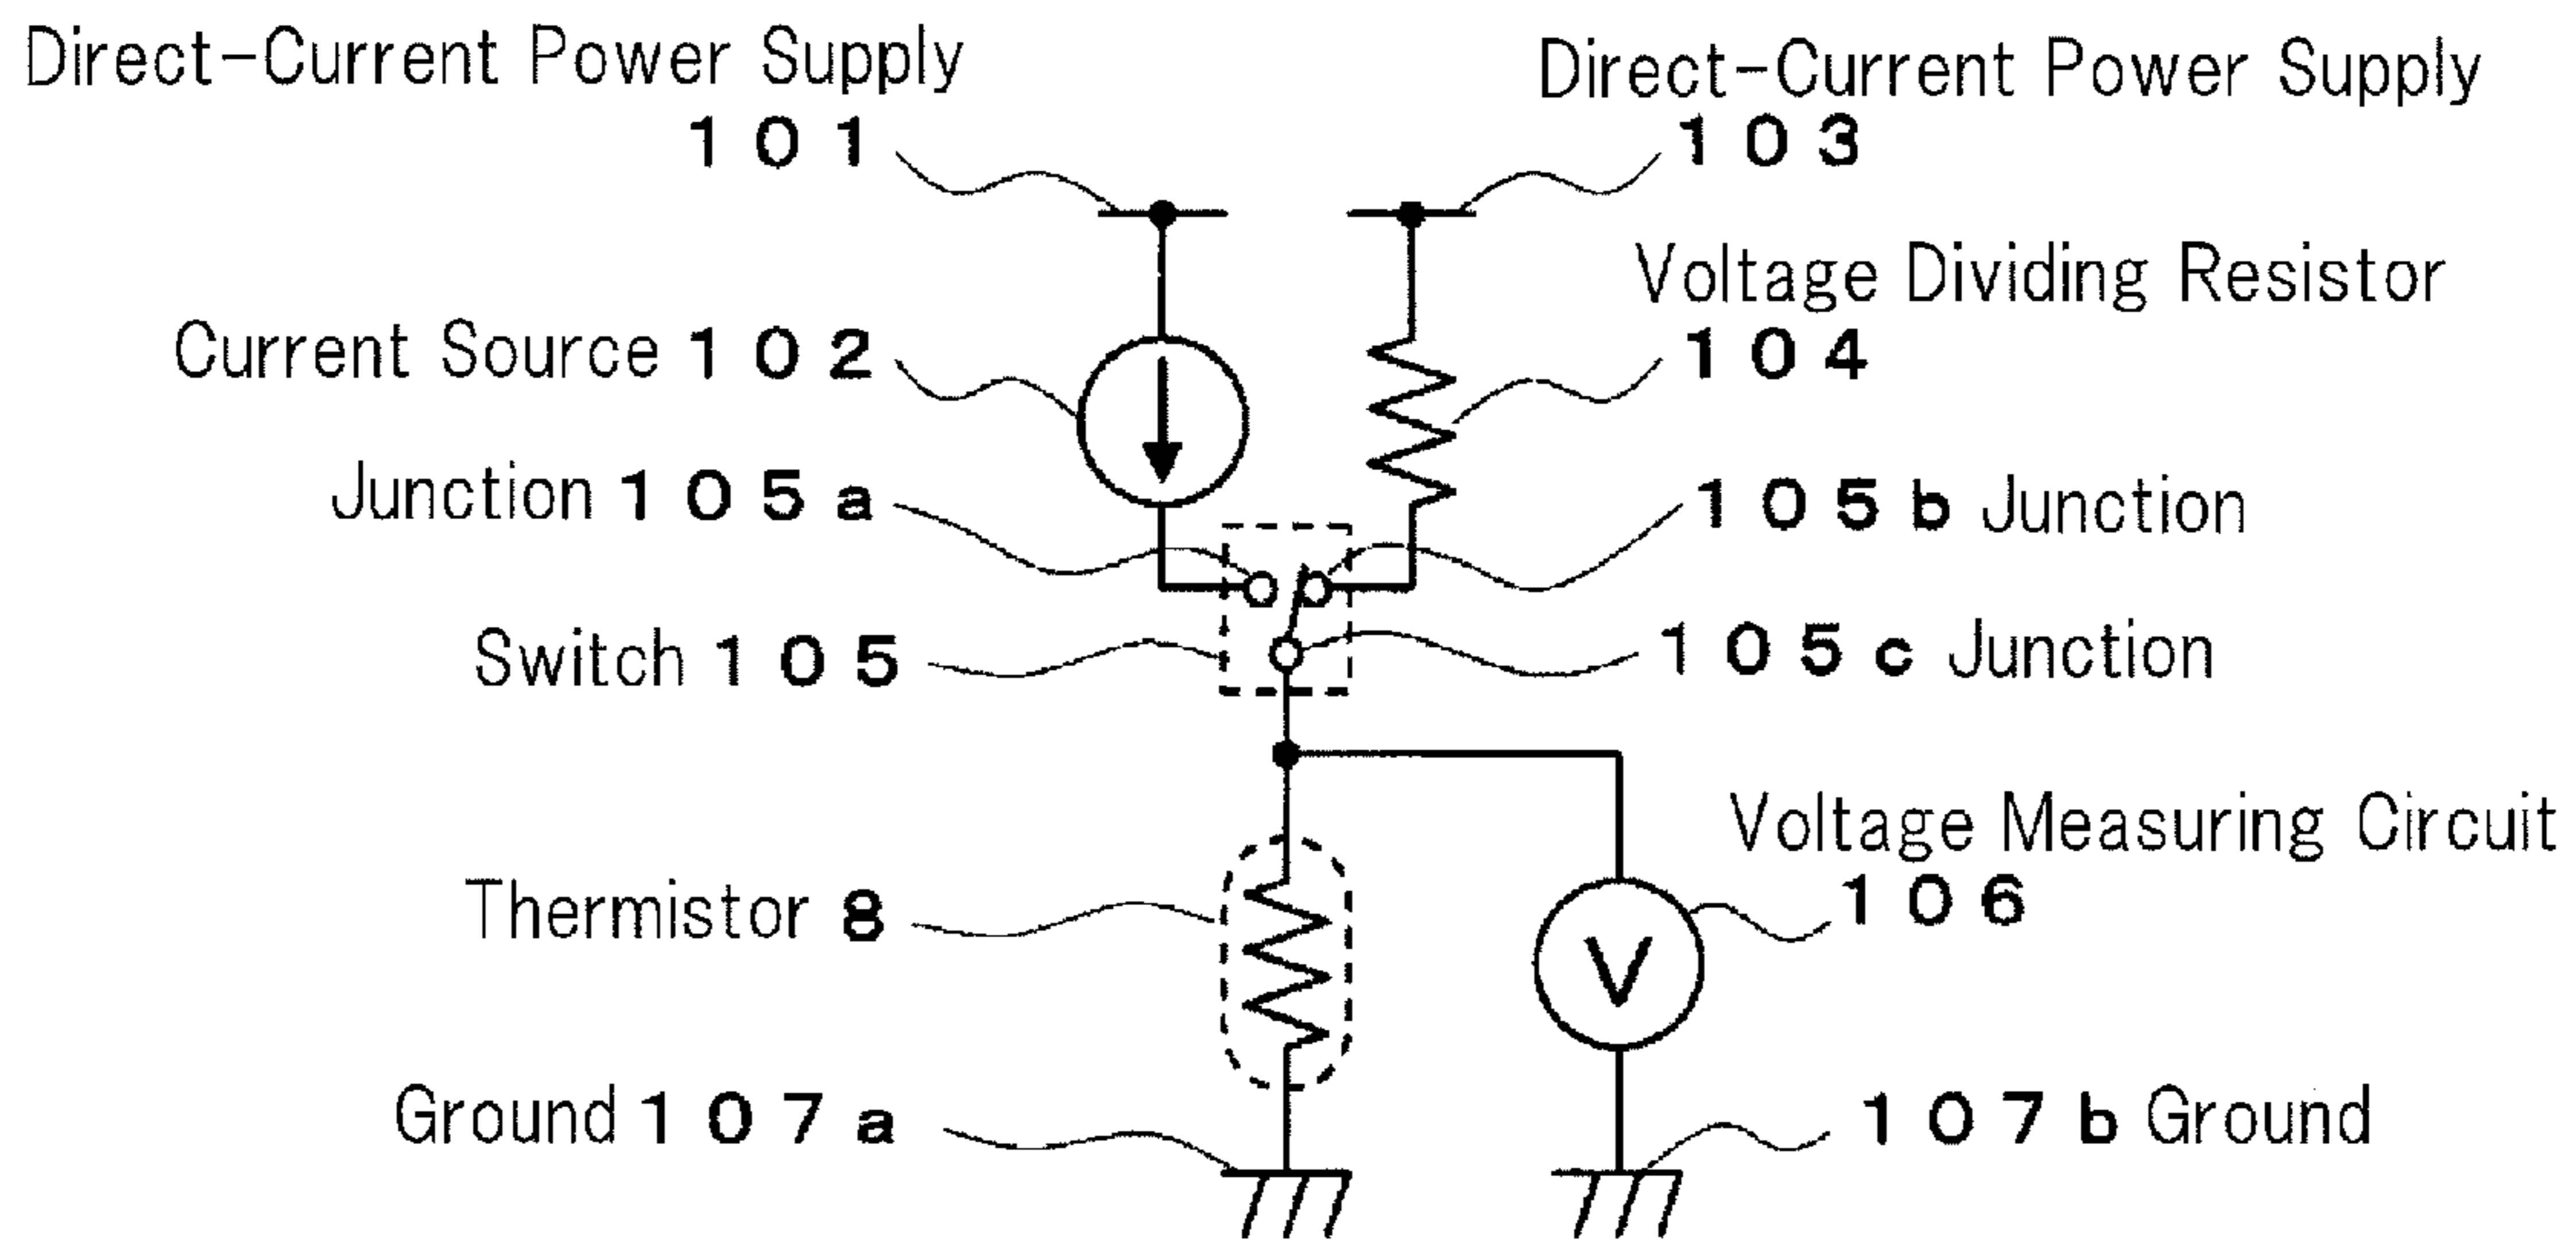 Direct-Current Power Supply
101
Direct-Current Power Supply
103
Voltage Dividing Resistor
104
Current Source 102
Junction 105a
105b Junction
Switch 105
105c Junction
Voltage Measuring Circuit
106
V
Thermistor 8
Ground 107a
107b Ground